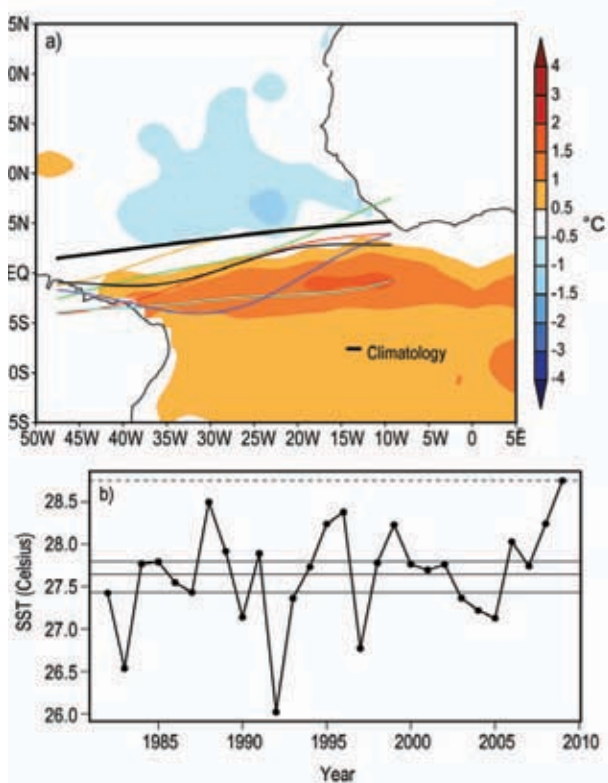 a)
5N
0N
5N
0N
5N
EQ
5S
0S
5S
50W 45W 40W 35W 30W 25W 20W 15W 10W 5W 0 5E
Climatology
4
3
2
1.5
1
0.5
-0.5
-1
-1.5
-2
-3
-4
°C
b)
SST (Celsius)
28.5
28.0
27.5
27.0
26.5
26.0
1985 1990 1995 2000 2005 2010
Year